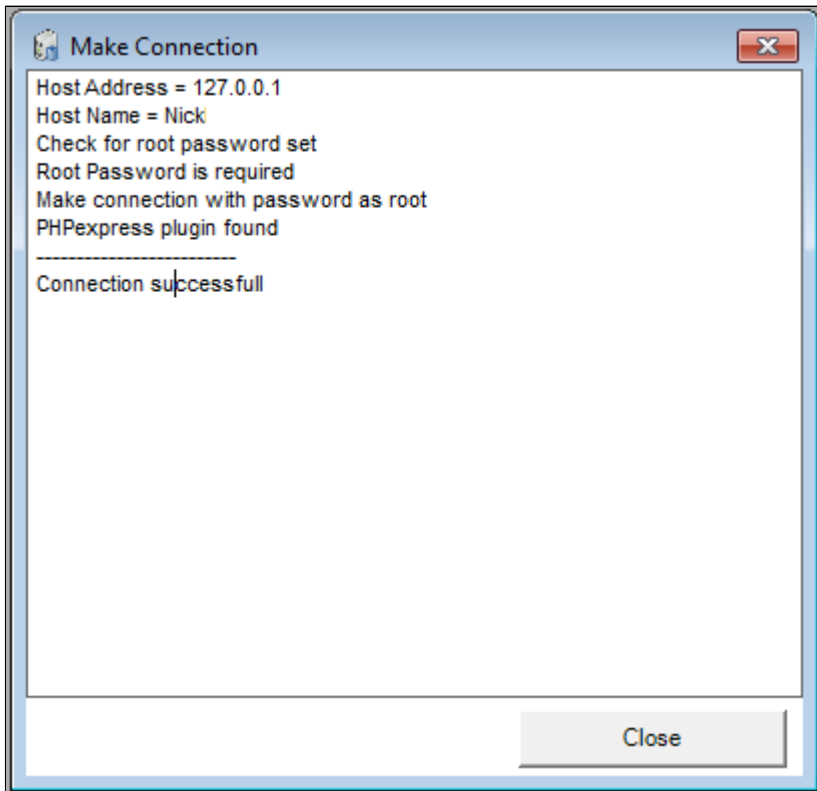 Make Connection
Host Address = 127.0.0.1
Host Name = Nick
Check for root password set
Root Password is required
Make connection with password as root
PHPexpress plugin found
-------------------------
Connection successfull
Close